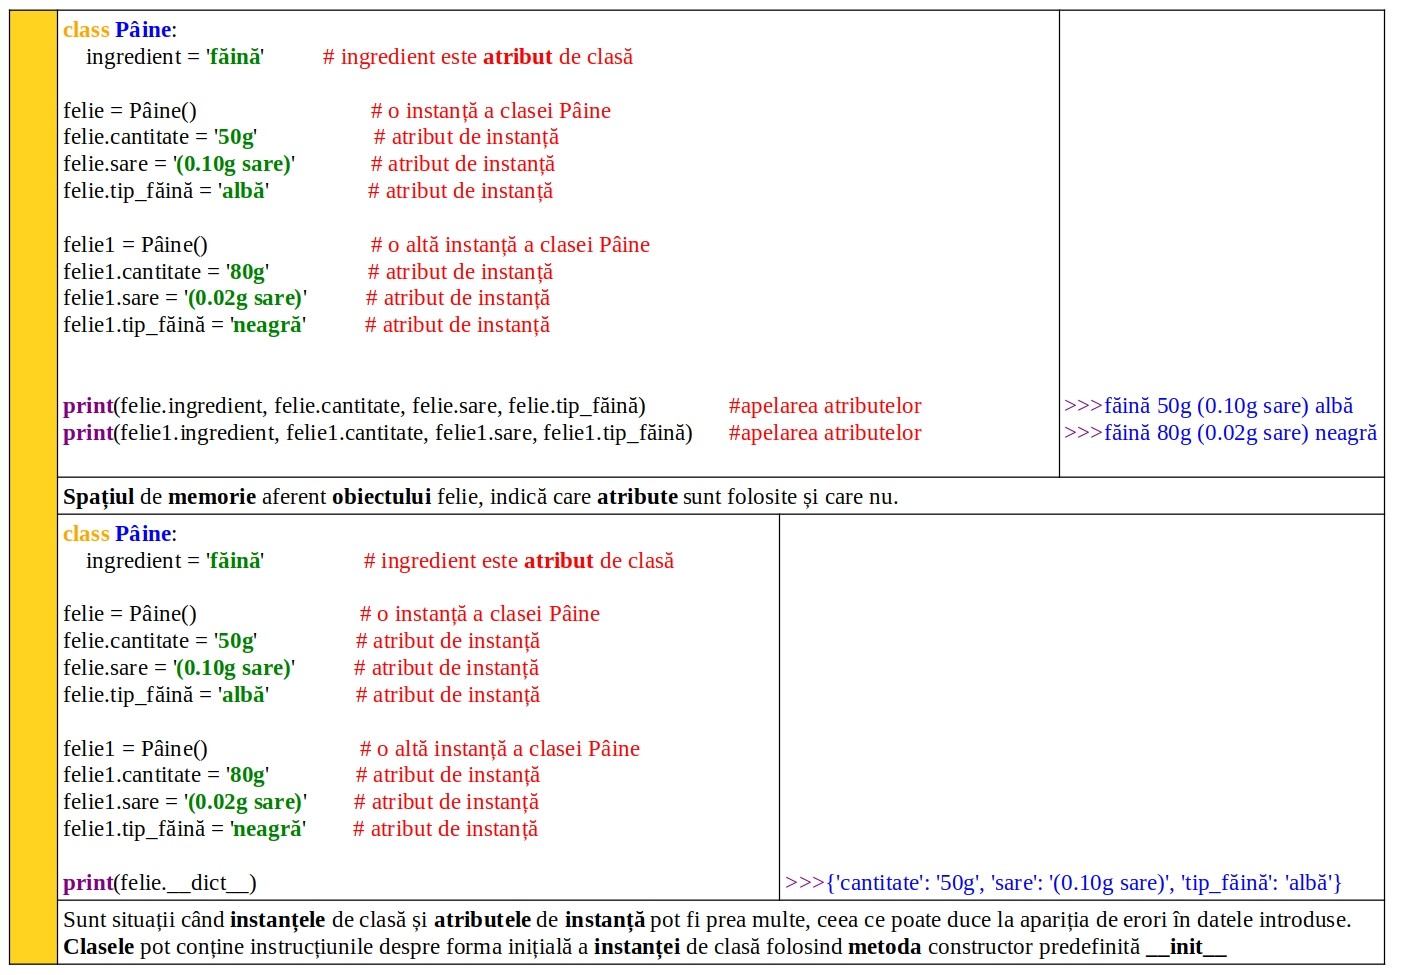 class Pâine:
ingredient = 'făină' # ingredient este atribut de clasă
felie = Pâine() # o instanță a clasei Pâine
felie.cantitate = '50g' # atribut de instanță
felie.sare = '(0.10g sare)' # atribut de instanță
felie.tip_făină = 'albă' # atribut de instanță
felie1 = Pâine() # o altă instanță a clasei Pâine
felie1.cantitate = '80g' # atribut de instanță
felie1.sare = '(0.02g sare)' # atribut de instanță
felie1.tip_făină = 'neagră' # atribut de instanță
print(felie.ingredient, felie.cantitate, felie.sare, felie.tip_făină) #apelarea atributelor >>>făină 50g (0.10g sare) albă
print(felie1.ingredient, felie1.cantitate, felie1.sare, felie1.tip_făină) #apelarea atributelor >>>făină 80g (0.02g sare) neagră
Spațiul de memorie aferent obiectului felie, indică care atribute sunt folosite și care nu.
class Pâine:
ingredient = 'făină' # ingredient este atribut de clasă
felie = Pâine() # o instanță a clasei Pâine
felie.cantitate = '50g' # atribut de instanță
felie.sare = '(0.10g sare)' # atribut de instanță
felie.tip_făină = 'albă' # atribut de instanță
felie1 = Pâine() # o altă instanță a clasei Pâine
felie1.cantitate = '80g' # atribut de instanță
felie1.sare = '(0.02g sare)' # atribut de instanță
felie1.tip_făină = 'neagră' # atribut de instanță
print(felie.__dict__) >>>{'cantitate': '50g', 'sare': '(0.10g sare)', 'tip_făină': 'albă'}
Sunt situații când instanțele de clasă și atributele de instanță pot fi prea multe, ceea ce poate duce la apariția de erori în datele introduse.
Clasele pot conține instrucțiunile despre forma inițială a instanței de clasă folosind metoda constructor predefinită __init__